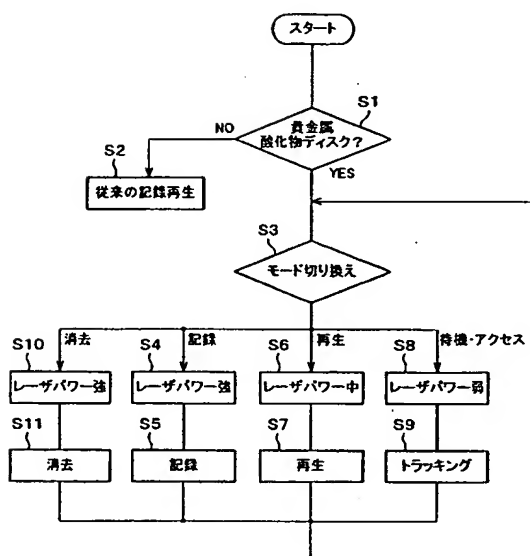 スタート
S1
貴金属
酸化物ディスク?
NO
YES
S2
従来の記録再生
S3
モード切り換え
消去
記録
再生
待機・アクセス
S10
S4
S6
S8
レーザパワー強
レーザパワー強
レーザパワー中
レーザパワー弱
S11
S5
S7
S9
消去
記録
再生
トラッキング